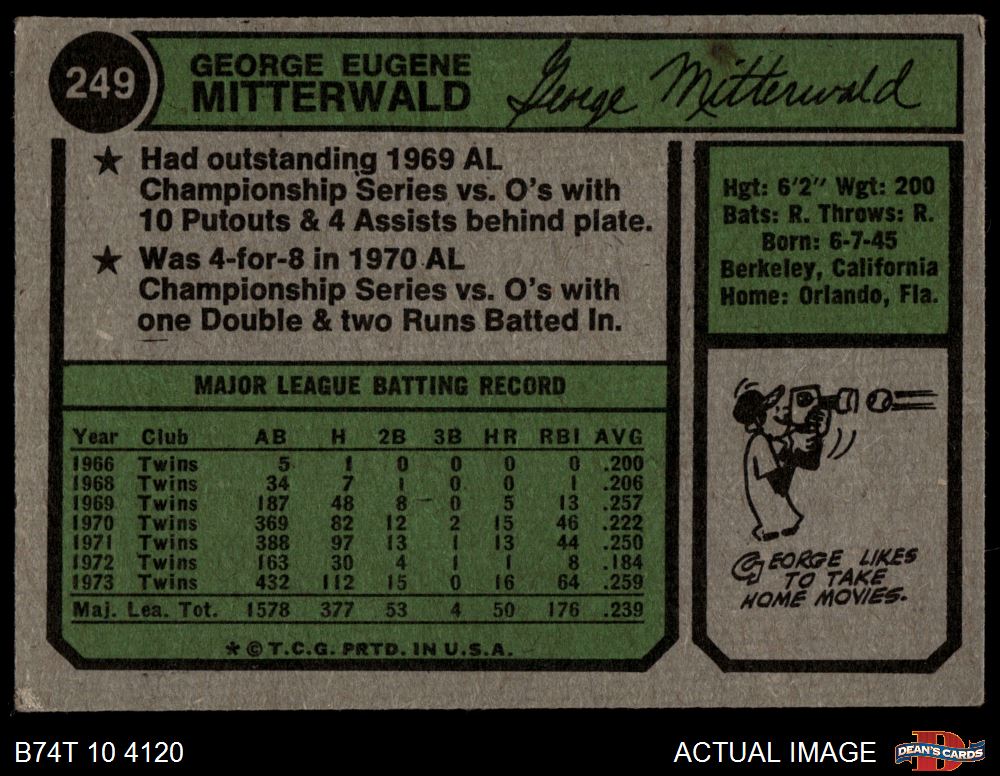 249
GEORGE EUGENE
MITTERWALD
George Mitterwald
★ Had outstanding 1969 AL
Championship Series vs. O's with
10 Putouts & 4 Assists behind plate.
★ Was 4-for-8 in 1970 AL
Championship Series vs. O's with
one Double & two Runs Batted In.
Hgt: 6'2" Wgt: 200
Bats: R. Throws: R.
Born: 6-7-45
Berkeley, California
Home: Orlando, Fla.
MAJOR LEAGUE BATTING RECORD
Year Club AB H 2B 3B HR RBI AVG
1966 Twins 5 1 0 0 0 0 .200
1968 Twins 34 7 1 0 0 1 .206
1969 Twins 187 48 8 0 5 13 .257
1970 Twins 369 82 12 2 15 46 .222
1971 Twins 388 97 13 1 13 44 .250
1972 Twins 163 30 4 1 1 8 .184
1973 Twins 432 112 15 0 16 64 .259
Maj. Lea. Tot. 1578 377 53 4 50 176 .239
* © T.C.G. PRTD. IN U.S.A.
GEORGE LIKES
TO TAKE
HOME MOVIES.
B74T 10 4120
ACTUAL IMAGE
DEAN'S CARDS